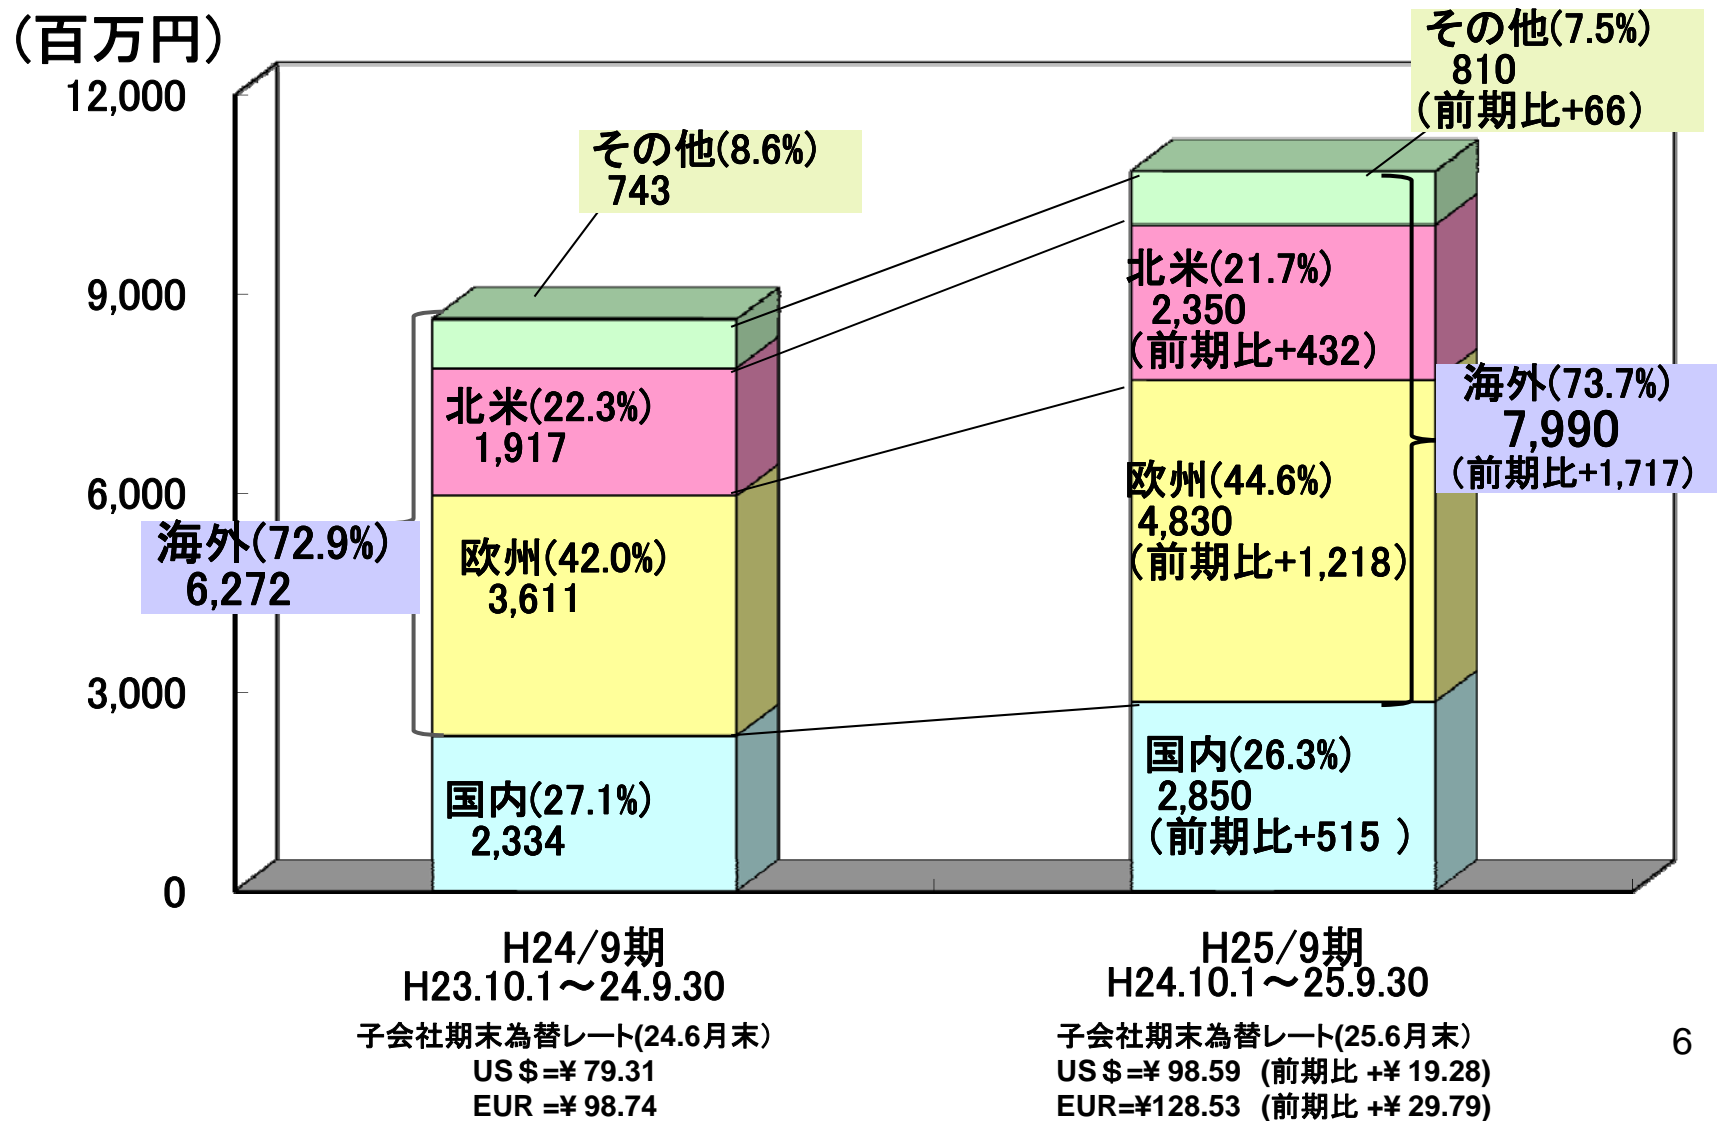 (百万円)
12,000
9,000
6,000
3,000
0
その他(8.6%)
743
北米(22.3%)
1,917
欧州(42.0%)
3,611
国内(27.1%)
2,334
海外(72.9%)
6,272
その他(7.5%)
810
(前期比+66)
北米(21.7%)
2,350
(前期比+432)
欧州(44.6%)
4,830
(前期比+1,218)
国内(26.3%)
2,850
(前期比+515 )
海外(73.7%)
7,990
(前期比+1,717)
H24/9期
H23.10.1～24.9.30
子会社期末為替レート(24.6月末)
US＄=¥ 79.31
EUR =¥ 98.74
H25/9期
H24.10.1～25.9.30
子会社期末為替レート(25.6月末)
US＄=¥ 98.59 (前期比 +¥ 19.28)
EUR=¥128.53 (前期比 +¥ 29.79)
6